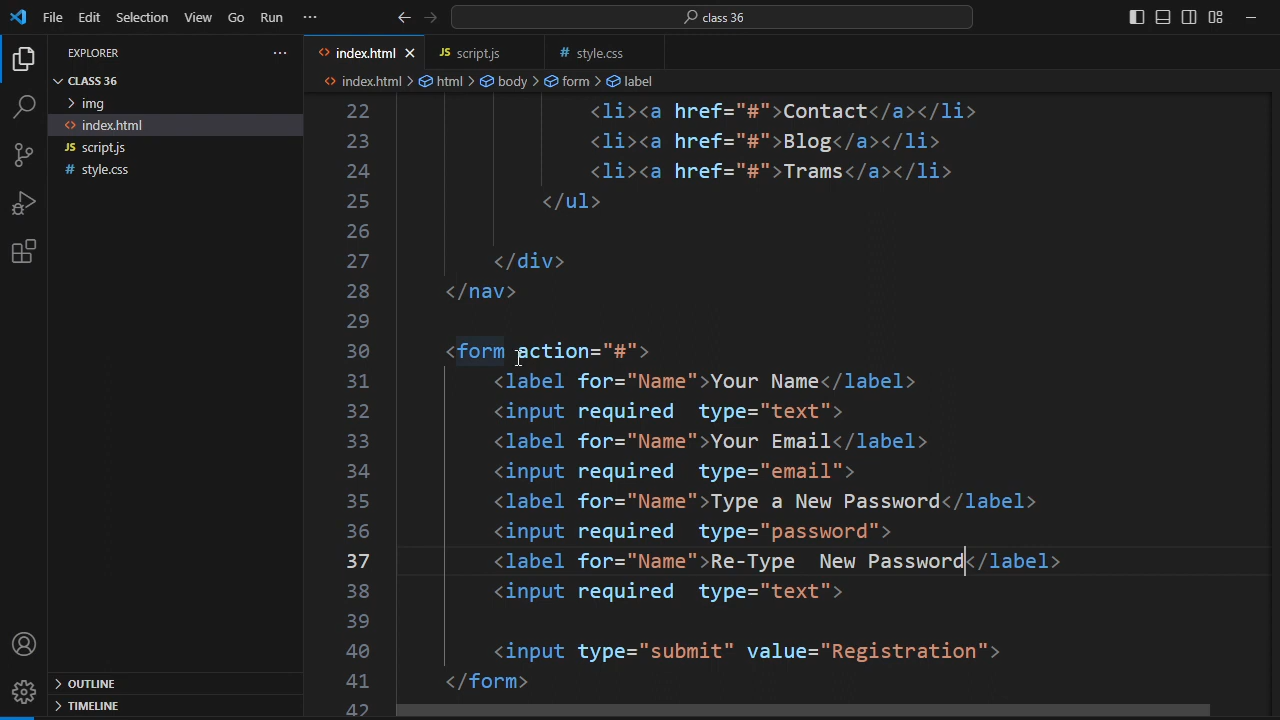 File Edit Selection View Go Run ··· class 36
EXPLORER ···
CLASS 36
img
index.html
script.js
style.css
OUTLINE
TIMELINE
index.html JS script.js # style.css
index.html > html > body > form > label
22 <li><a href="#">Contact</a></li>
23 <li><a href="#">Blog</a></li>
24 <li><a href="#">Trams</a></li>
25 </ul>
26
27 </div>
28 </nav>
29
30 <form action="#">
31 <label for="Name">Your Name</label>
32 <input required  type="text">
33 <label for="Name">Your Email</label>
34 <input required  type="email">
35 <label for="Name">Type a New Password</label>
36 <input required  type="password">
37 <label for="Name">Re-Type  New Password</label>
38 <input required  type="text">
39
40 <input type="submit" value="Registration">
41 </form>
42